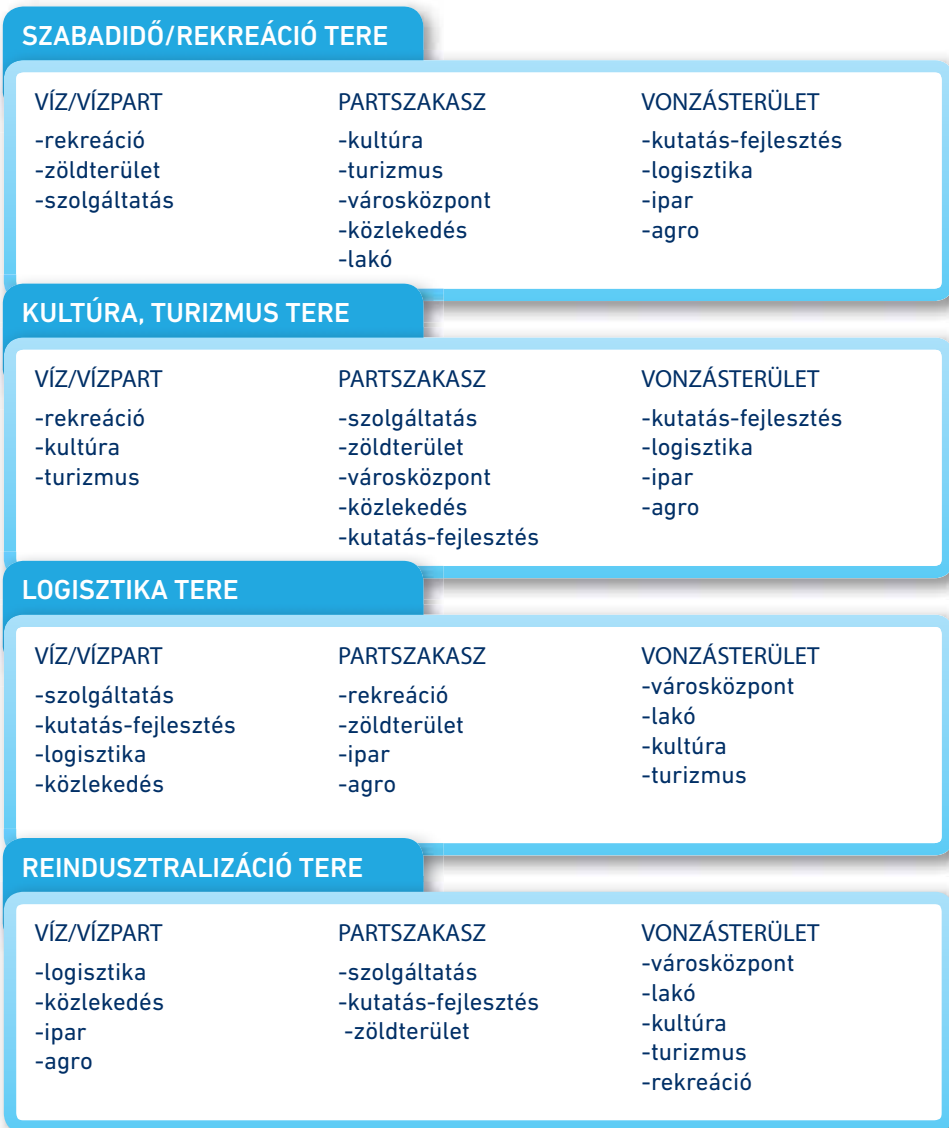 SZABADIDŐ/REKREÁCIÓ TERE
VÍZ/VÍZPART
-rekreáció
-zöldterület
-szolgáltatás
PARTSZAKASZ
-kultúra
-turizmus
-városközpont
-közlekedés
-lakó
VONZÁSTERÜLET
-kutatás-fejlesztés
-logisztika
-ipar
-agro
KULTÚRA, TURIZMUS TERE
VÍZ/VÍZPART
-rekreáció
-kultúra
-turizmus
PARTSZAKASZ
-szolgáltatás
-zöldterület
-városközpont
-közlekedés
-kutatás-fejlesztés
VONZÁSTERÜLET
-kutatás-fejlesztés
-logisztika
-ipar
-agro
LOGISZTIKA TERE
VÍZ/VÍZPART
-szolgáltatás
-kutatás-fejlesztés
-logisztika
-közlekedés
PARTSZAKASZ
-rekreáció
-zöldterület
-ipar
-agro
VONZÁSTERÜLET
-városközpont
-lakó
-kultúra
-turizmus
REINDUSZTRALIZÁCIÓ TERE
VÍZ/VÍZPART
-logisztika
-közlekedés
-ipar
-agro
PARTSZAKASZ
-szolgáltatás
-kutatás-fejlesztés
-zöldterület
VONZÁSTERÜLET
-városközpont
-lakó
-kultúra
-turizmus
-rekreáció